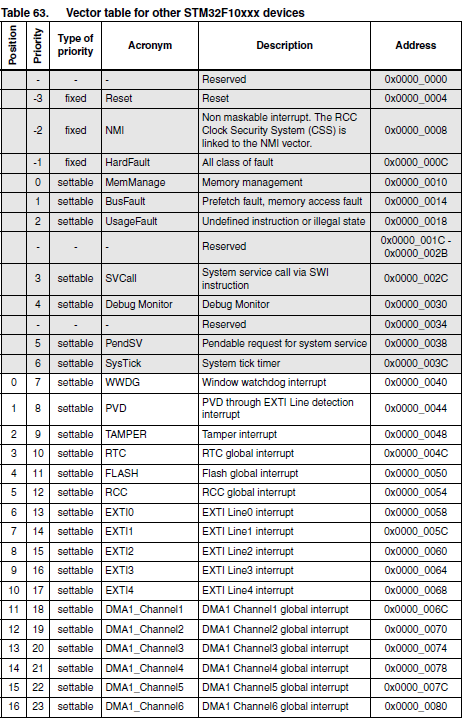 Table 63. Vector table for other STM32F10xxx devices
Position Priority Type of priority Acronym Description Address
- - - Reserved 0x0000_0000
-3 fixed Reset Reset 0x0000_0004
-2 fixed NMI Non maskable interrupt. The RCC Clock Security System (CSS) is linked to the NMI vector. 0x0000_0008
-1 fixed HardFault All class of fault 0x0000_000C
0 settable MemManage Memory management 0x0000_0010
1 settable BusFault Prefetch fault, memory access fault 0x0000_0014
2 settable UsageFault Undefined instruction or illegal state 0x0000_0018
- - - Reserved 0x0000_001C - 0x0000_002B
3 settable SVCall System service call via SWI instruction 0x0000_002C
4 settable Debug Monitor Debug Monitor 0x0000_0030
- - - Reserved 0x0000_0034
5 settable PendSV Pendable request for system service 0x0000_0038
6 settable SysTick System tick timer 0x0000_003C
0 7 settable WWDG Window watchdog interrupt 0x0000_0040
1 8 settable PVD PVD through EXTI Line detection interrupt 0x0000_0044
2 9 settable TAMPER Tamper interrupt 0x0000_0048
3 10 settable RTC RTC global interrupt 0x0000_004C
4 11 settable FLASH Flash global interrupt 0x0000_0050
5 12 settable RCC RCC global interrupt 0x0000_0054
6 13 settable EXTI0 EXTI Line0 interrupt 0x0000_0058
7 14 settable EXTI1 EXTI Line1 interrupt 0x0000_005C
8 15 settable EXTI2 EXTI Line2 interrupt 0x0000_0060
9 16 settable EXTI3 EXTI Line3 interrupt 0x0000_0064
10 17 settable EXTI4 EXTI Line4 interrupt 0x0000_0068
11 18 settable DMA1_Channel1 DMA1 Channel1 global interrupt 0x0000_006C
12 19 settable DMA1_Channel2 DMA1 Channel2 global interrupt 0x0000_0070
13 20 settable DMA1_Channel3 DMA1 Channel3 global interrupt 0x0000_0074
14 21 settable DMA1_Channel4 DMA1 Channel4 global interrupt 0x0000_0078
15 22 settable DMA1_Channel5 DMA1 Channel5 global interrupt 0x0000_007C
16 23 settable DMA1_Channel6 DMA1 Channel6 global interrupt 0x0000_0080